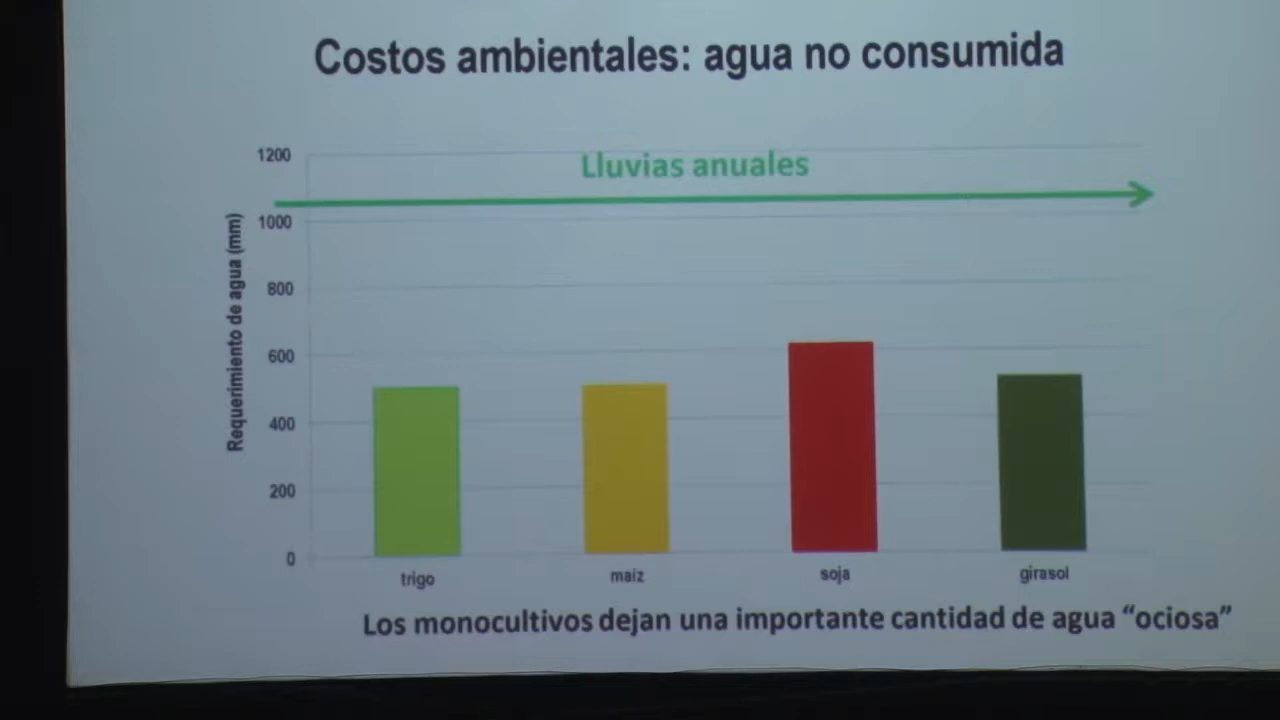 Costos ambientales: agua no consumida
1200
Lluvias anuales
1000
800
600
400
200
0
Requerimiento de agua (mm)
trigo
maiz
soja
girasol
Los monocultivos dejan una importante cantidad de agua “ociosa”